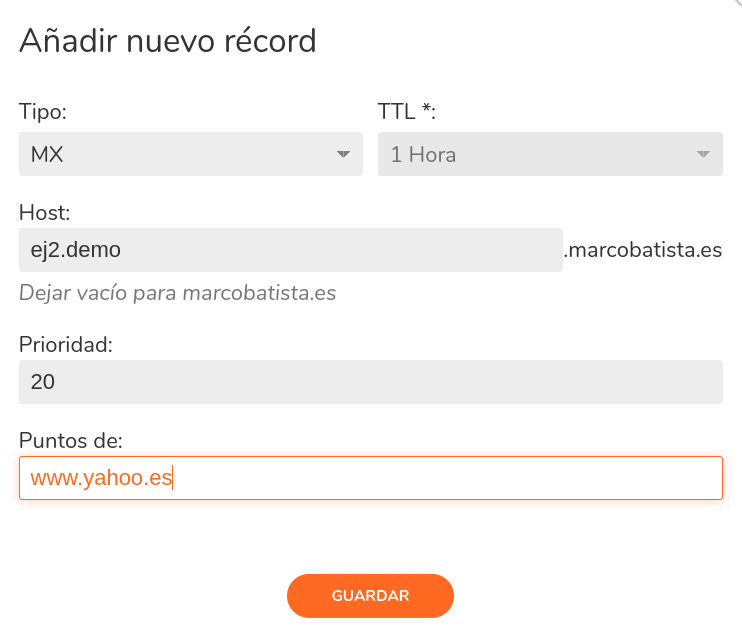 Añadir nuevo récord
Tipo: TTL *:
MX 1 Hora
Host:
ej2.demo .marcobatista.es
Dejar vacío para marcobatista.es
Prioridad:
20
Puntos de:
www.yahoo.es
GUARDAR